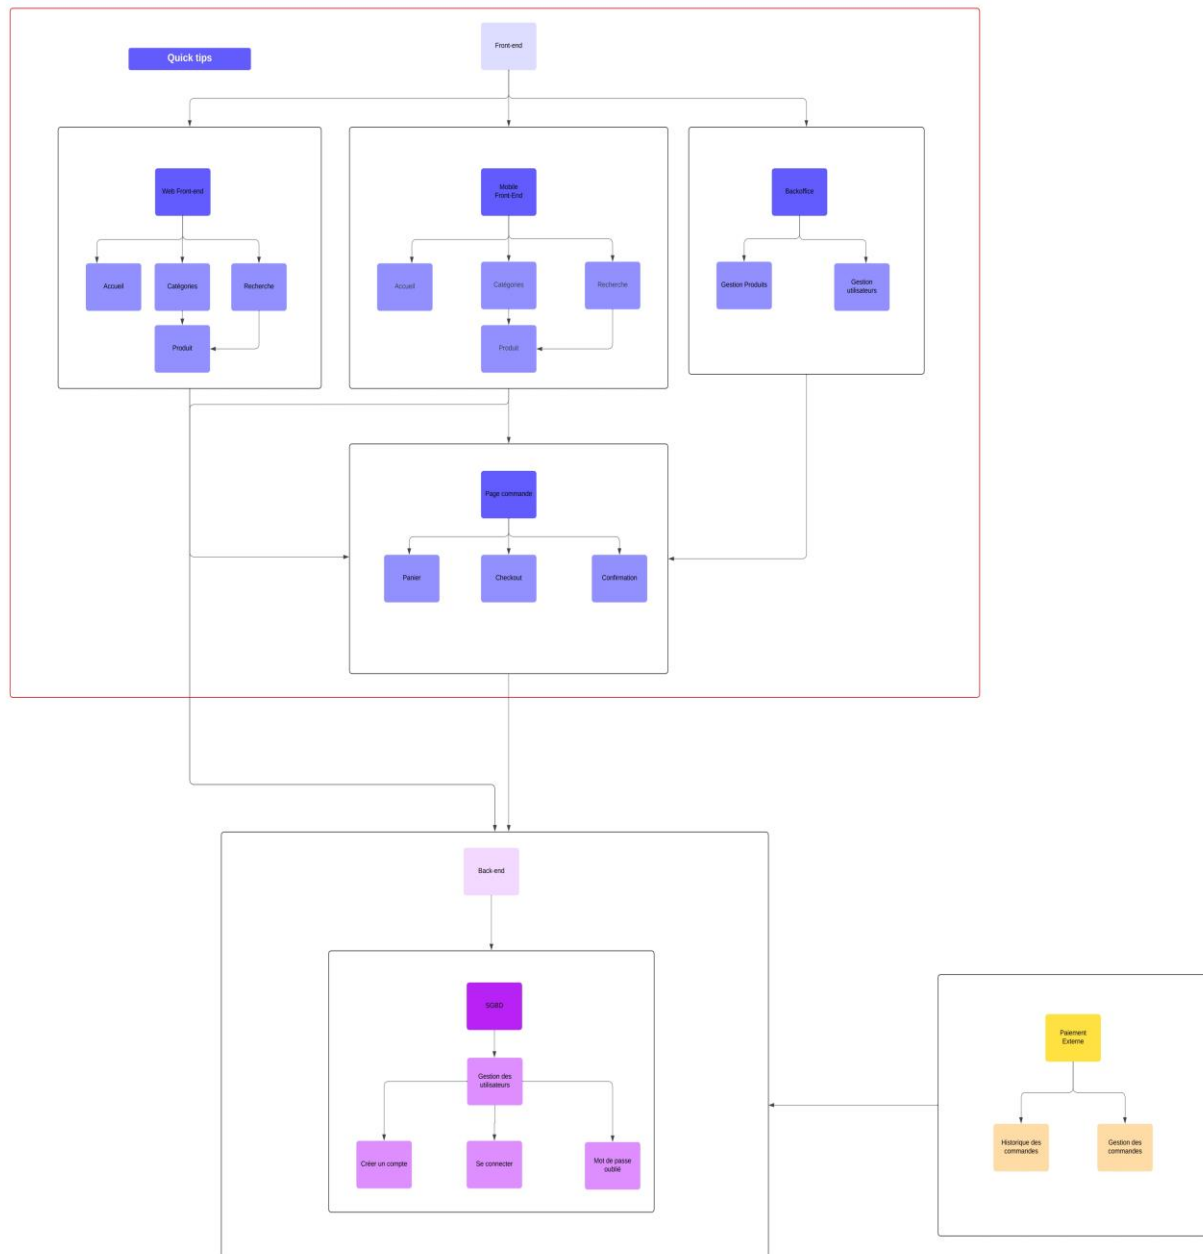 Front-end
Quick tips
Web Front-end
Mobile
Front-End
Backoffice
Accueil
Catégories
Recherche
Accueil
Catégories
Recherche
Gestion Produits
Gestion
utilisateurs
Produit
Produit
Page commande
Panier
Checkout
Confirmation
Back-end
SGBD
Paiement
Externe
Gestion des
utilisateurs
Historique des
commandes
Gestion des
commandes
Créer un compte
Se connecter
Mot de passe
oublié